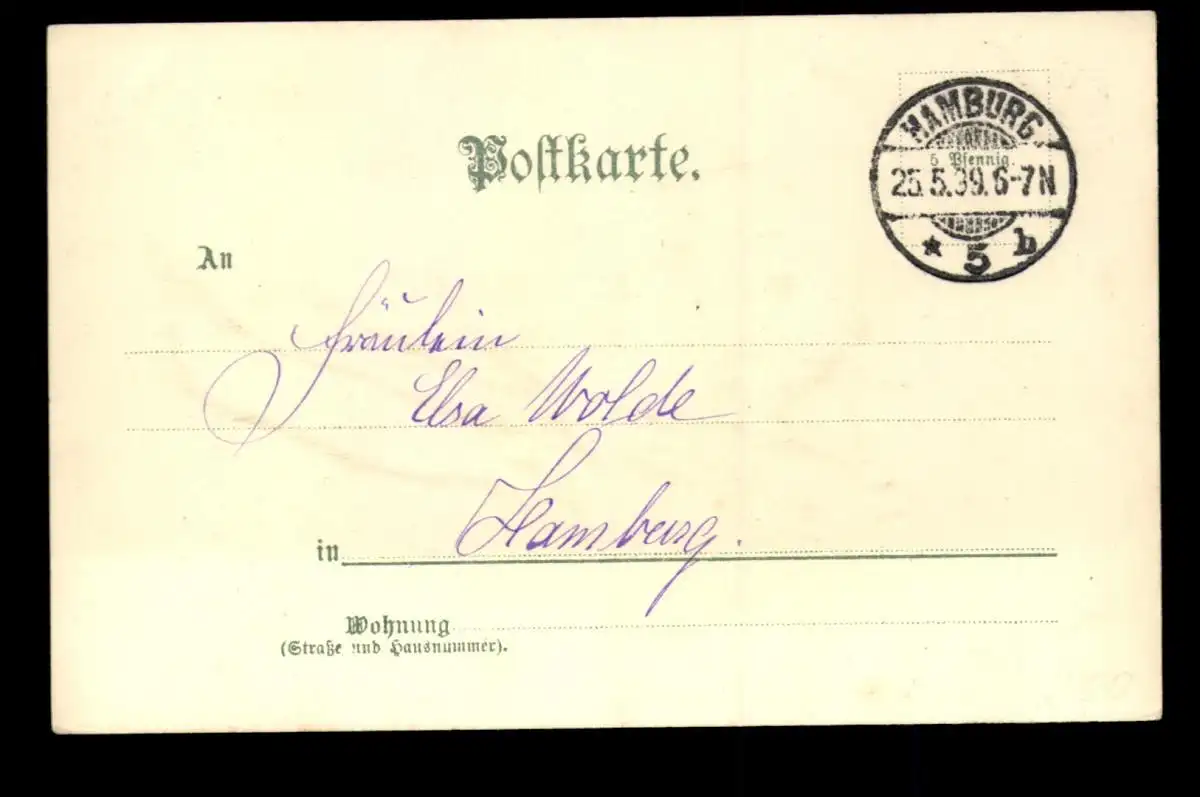 Postkarte.
HAMBURG
5 Pfennig.
25.5.99.6-7N
* 5 b
An
Fräulein
Elsa Wolde
in Hamburg.
Wohnung
(Straße und Hausnummer).